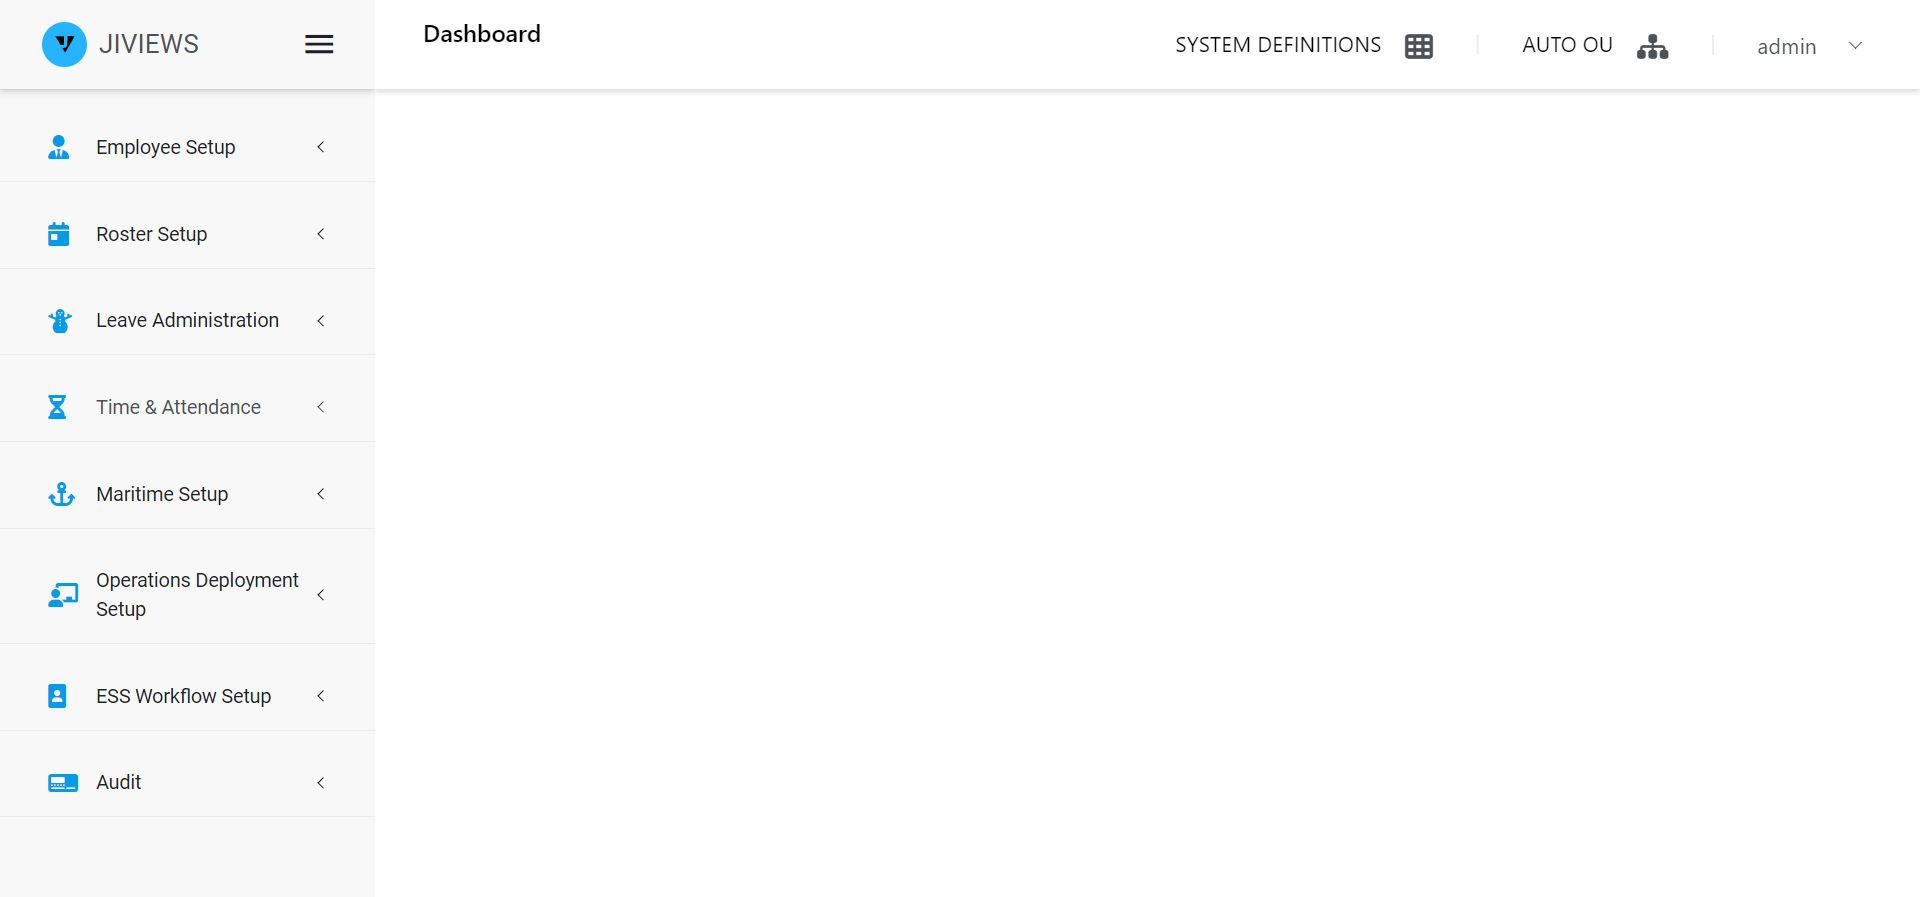 JIVIEWS
Dashboard
SYSTEM DEFINITIONS
AUTO OU
admin
Employee Setup
Roster Setup
Leave Administration
Time & Attendance
Maritime Setup
Operations Deployment
Setup
ESS Workflow Setup
Audit